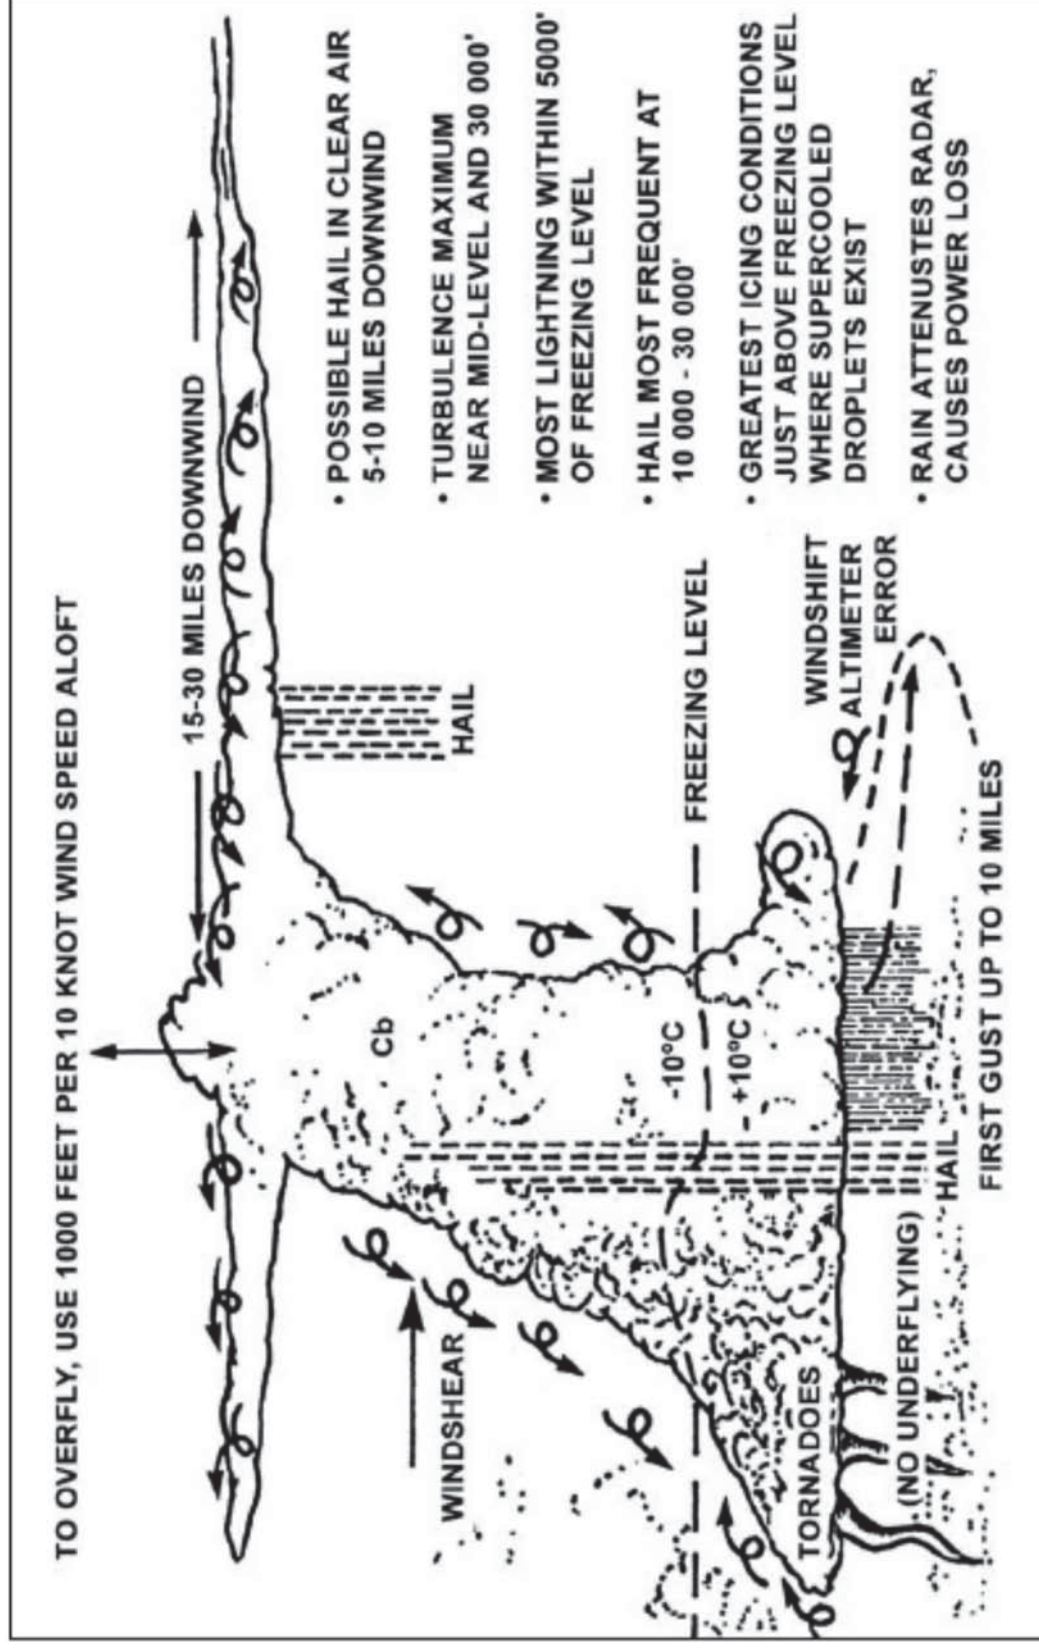 TO OVERFLY, USE 1000 FEET PER 10 KNOT WIND SPEED ALOFT
15-30 MILES DOWNWIND
Cb
WINDSHEAR
HAIL
-10°C
FREEZING LEVEL
+10°C
TORNADOES
(NO UNDERFLYING)
HAIL
FIRST GUST UP TO 10 MILES
WINDSHIFT
ALTIMETER
ERROR
• POSSIBLE HAIL IN CLEAR AIR
5-10 MILES DOWNWIND
• TURBULENCE MAXIMUM
NEAR MID-LEVEL AND 30 000'
• MOST LIGHTNING WITHIN 5000'
OF FREEZING LEVEL
• HAIL MOST FREQUENT AT
10 000 - 30 000'
• GREATEST ICING CONDITIONS
JUST ABOVE FREEZING LEVEL
WHERE SUPERCOOLED
DROPLETS EXIST
• RAIN ATTENUSTES RADAR,
CAUSES POWER LOSS